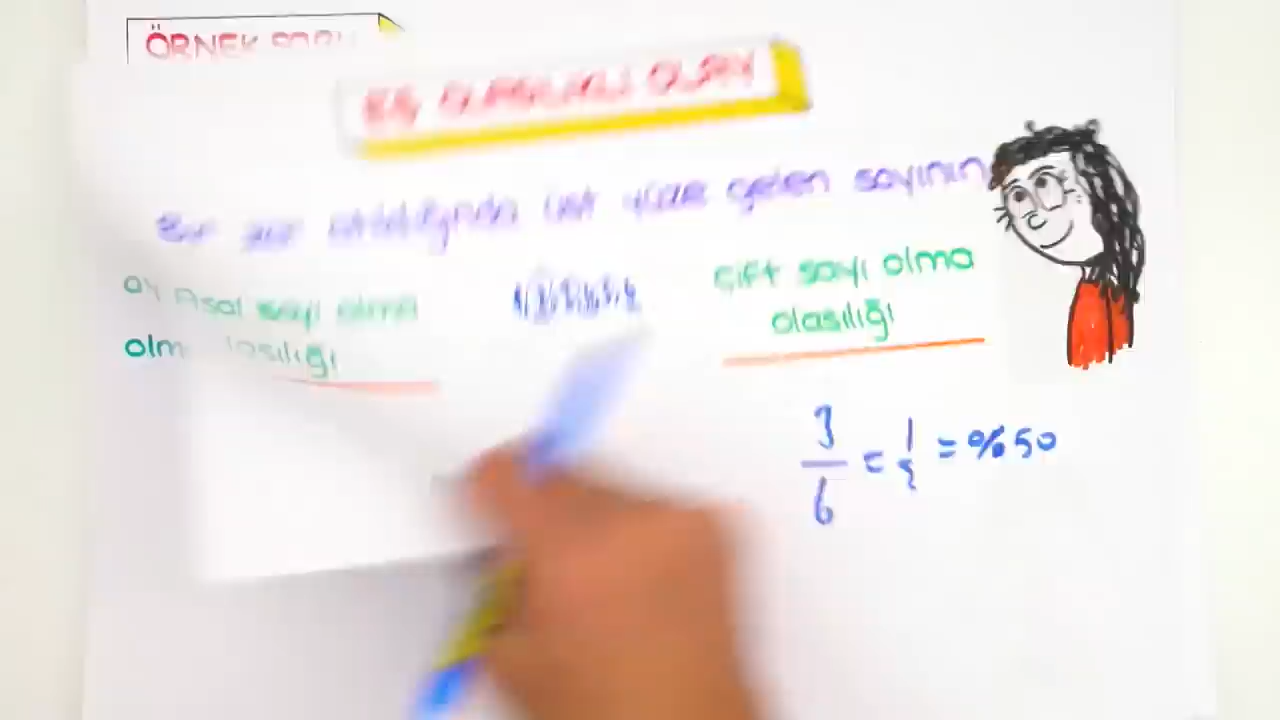 ÖRNEK SORU
EŞ OLASILIKLI OLAY
Bir zar atıldığında üst yüze gelen sayının
Asal sayı olma
olasılığı
Çift sayı olma
olasılığı
3/6 = 1/2 = %50